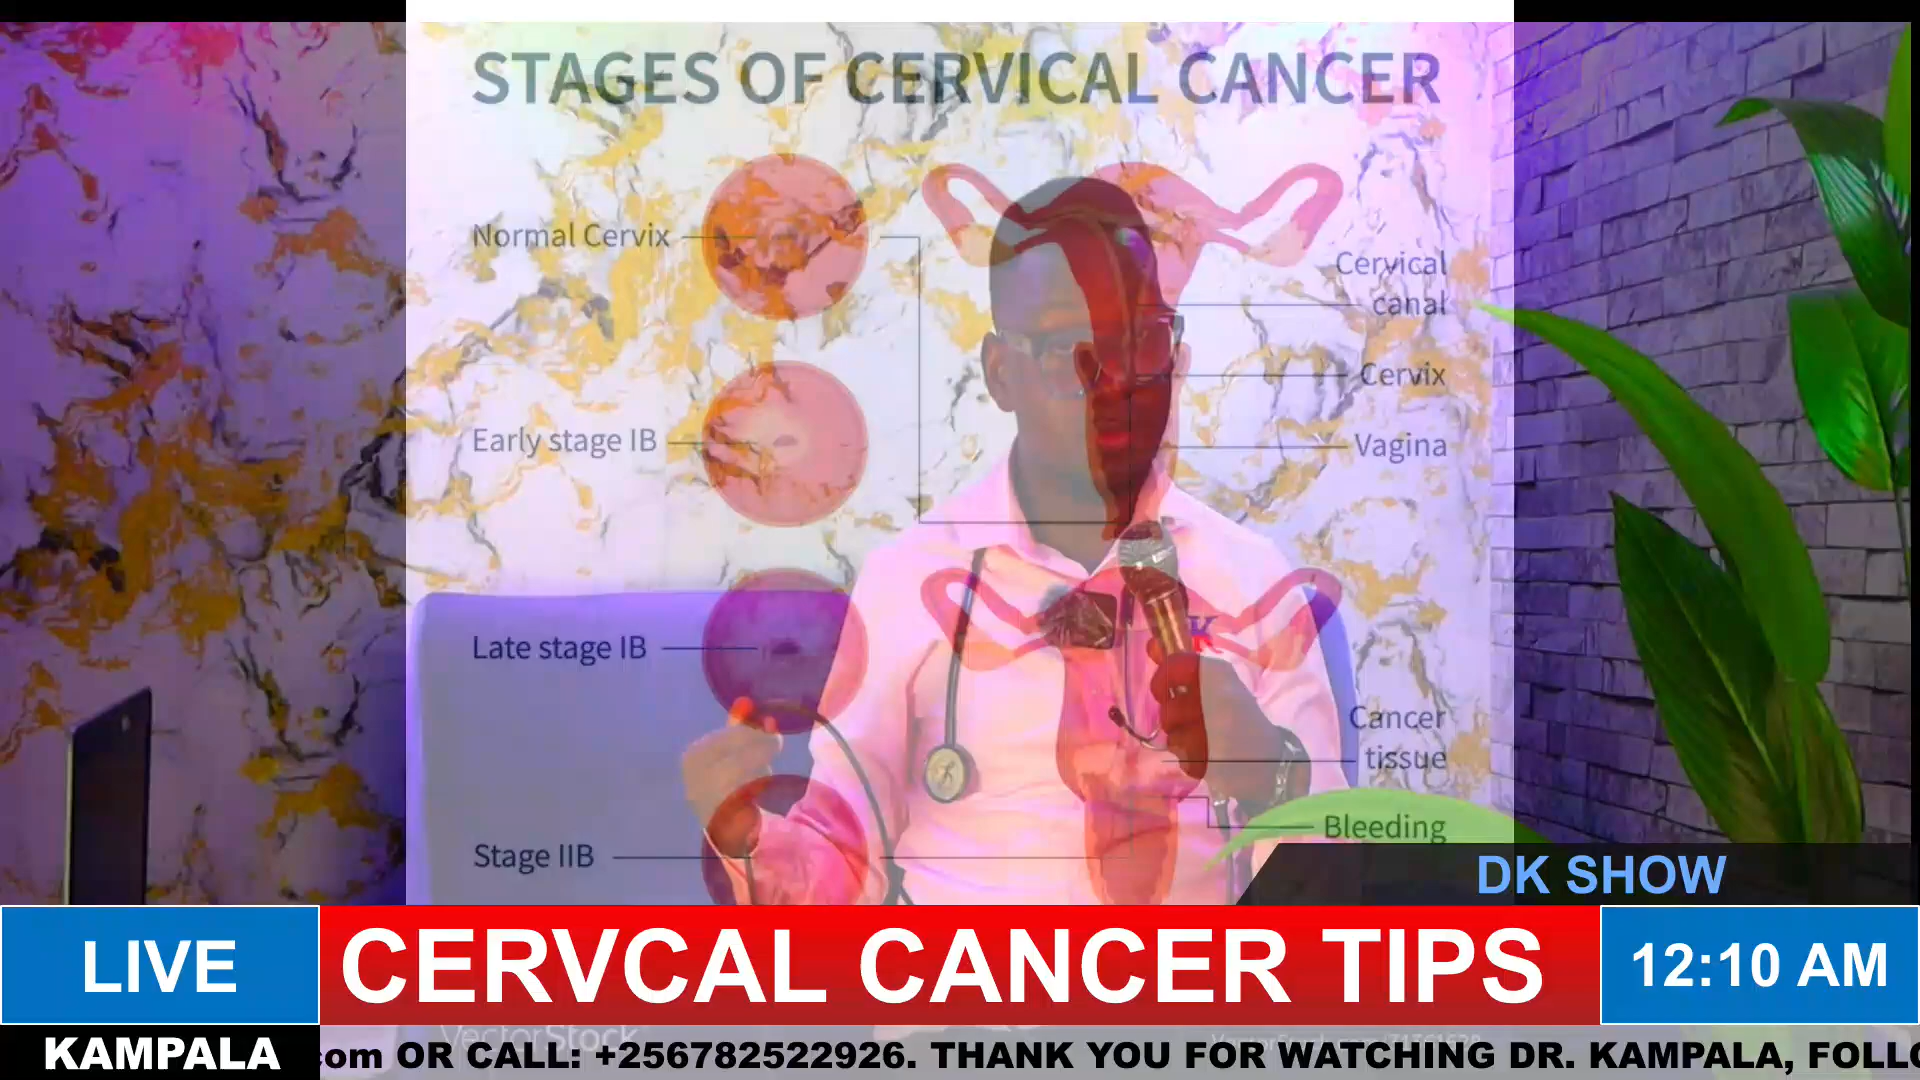 STAGES OF CERVICAL CANCER
Normal Cervix
Cervical
canal
Cervix
Early stage IB
Vagina
Late stage IB
K
Cancer
tissue
Bleeding
Stage IIB
DK SHOW
LIVE
CERVCAL CANCER TIPS
12:10 AM
VectorStock
KAMPALA
.com OR CALL: +256782522926. THANK YOU FOR WATCHING DR. KAMPALA, FOLLO